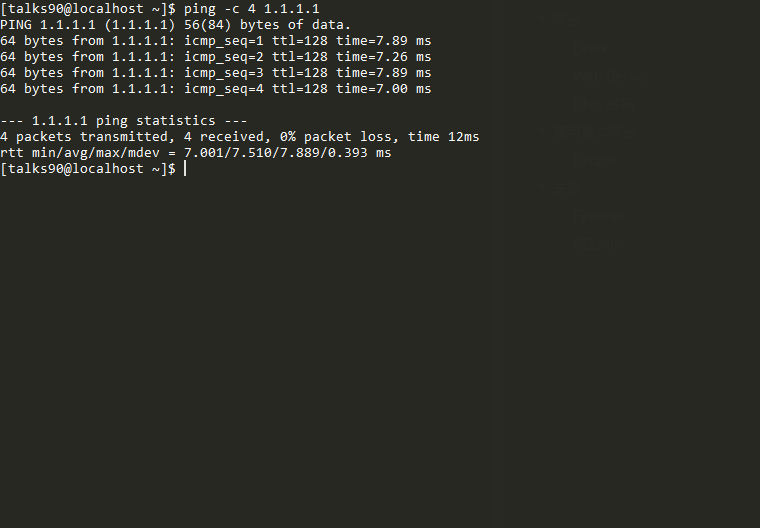 [talks90@localhost ~]$ ping -c 4 1.1.1.1
PING 1.1.1.1 (1.1.1.1) 56(84) bytes of data.
64 bytes from 1.1.1.1: icmp_seq=1 ttl=128 time=7.89 ms
64 bytes from 1.1.1.1: icmp_seq=2 ttl=128 time=7.26 ms
64 bytes from 1.1.1.1: icmp_seq=3 ttl=128 time=7.89 ms
64 bytes from 1.1.1.1: icmp_seq=4 ttl=128 time=7.00 ms

--- 1.1.1.1 ping statistics ---
4 packets transmitted, 4 received, 0% packet loss, time 12ms
rtt min/avg/max/mdev = 7.001/7.510/7.889/0.393 ms
[talks90@localhost ~]$